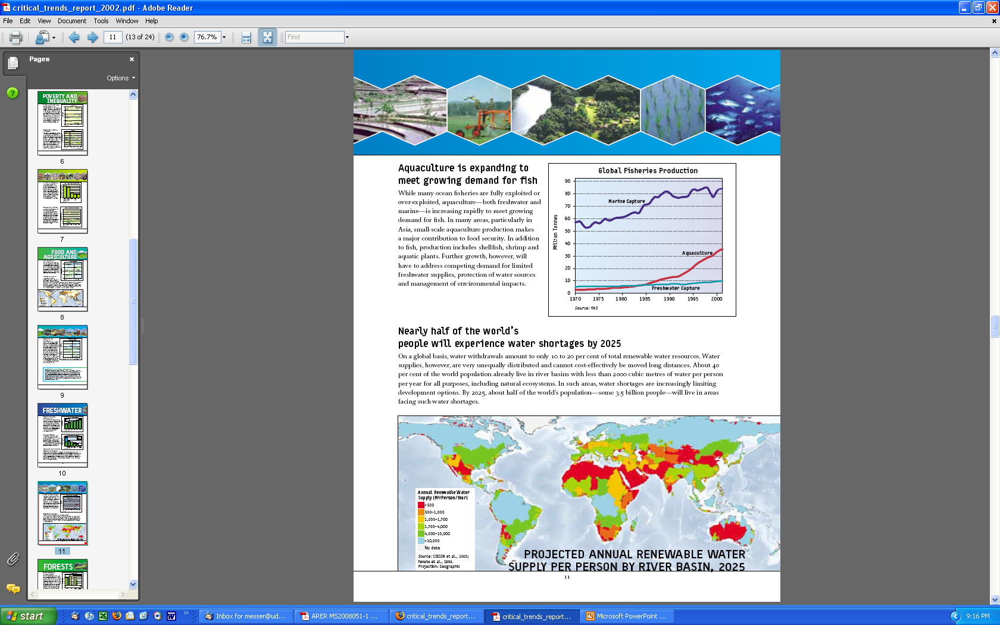 critical_trends_report_2002.pdf - Adobe Reader
File Edit View Document Tools Window Help
11 (13 of 24) 76.7% Find
Pages
Options
POVERTY AND
INEQUALITY
6
7
FOOD AND
AGRICULTURE
8
9
FRESHWATER
10
11
FORESTS
Aquaculture is expanding to
meet growing demand for fish
While many ocean fisheries are fully exploited or
over-exploited, aquaculture—both freshwater and
marine—is increasing rapidly to meet growing
demand for fish. In many areas, particularly in
Asia, small-scale aquaculture production makes
a major contribution to food security. In addition
to fish, production includes shellfish, shrimp and
aquatic plants. Further growth, however, will
have to address competing demand for limited
freshwater supplies, protection of water sources
and management of environmental impacts.
Global Fisheries Production
Million Tonnes
90
80
70
60
50
40
30
20
10
0
Marine Capture
Aquaculture
Freshwater Capture
1970 1975 1980 1985 1990 1995 2000
Source: FAO
Nearly half of the world's
people will experience water shortages by 2025
On a global basis, water withdrawals amount to only 10 to 20 per cent of total renewable water resources. Water
supplies, however, are very unequally distributed and cannot cost-effectively be moved long distances. About 40
per cent of the world population already live in river basins with less than 2000 cubic metres of water per person
per year for all purposes, including natural ecosystems. In such areas, water shortages are increasingly limiting
development options. By 2025, about half of the world's population—some 3.5 billion people—will live in areas
facing such water shortages.
Annual Renewable Water
Supply (M³/Person/Year)
<500
500-1,000
1,000-1,700
1,700-4,000
4,000-10,000
>10,000
No data
Source: CIESIN et al., 2000;
Fekete et al., 1999.
Projection: Geographic
PROJECTED ANNUAL RENEWABLE WATER
SUPPLY PER PERSON BY RIVER BASIN, 2025
11
start Inbox for messer@ud... ARER MS2008051-1 ... critical_trends_report... critical_trends_report... Microsoft PowerPoint ... 9:16 PM